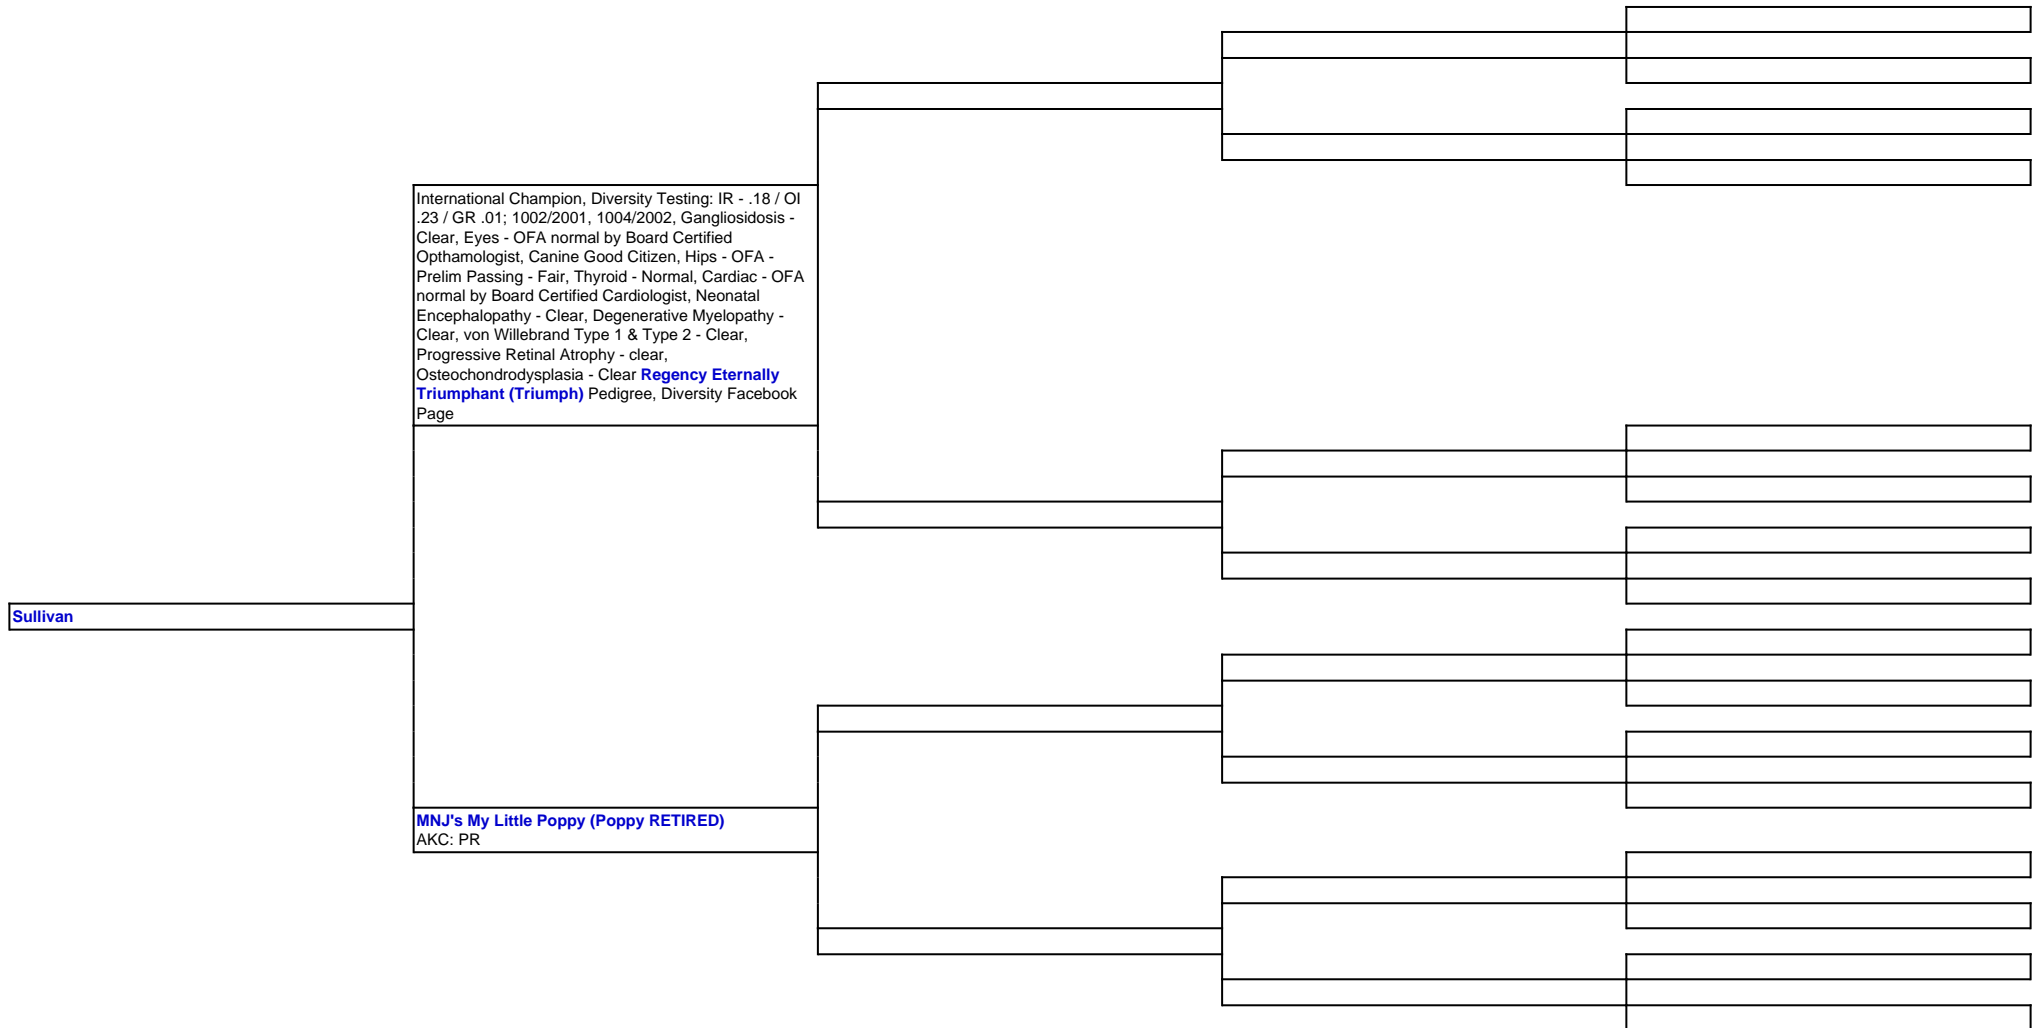 International Champion, Diversity Testing: IR - .18 / OI
.23 / GR .01; 1002/2001, 1004/2002, Gangliosidosis -
Clear, Eyes - OFA normal by Board Certified
Opthamologist, Canine Good Citizen, Hips - OFA -
Prelim Passing - Fair, Thyroid - Normal, Cardiac - OFA
normal by Board Certified Cardiologist, Neonatal
Encephalopathy - Clear, Degenerative Myelopathy -
Clear, von Willebrand Type 1 & Type 2 - Clear,
Progressive Retinal Atrophy - clear,
Osteochondrodysplasia - Clear Regency Eternally
Triumphant (Triumph) Pedigree, Diversity Facebook
Page
Sullivan
MNJ's My Little Poppy (Poppy RETIRED)
AKC: PR